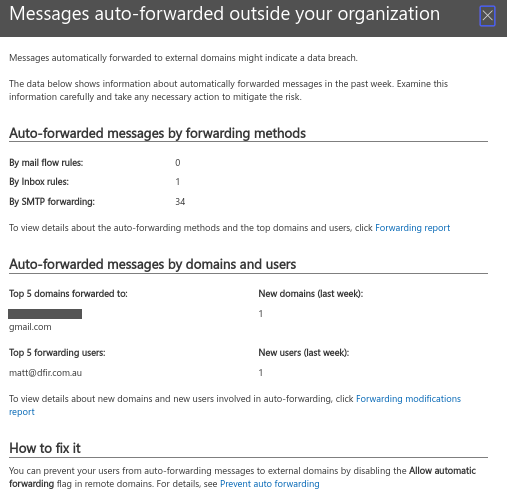 Messages auto-forwarded outside your organization
Messages automatically forwarded to external domains might indicate a data breach.
The data below shows information about automatically forwarded messages in the past week. Examine this
information carefully and take any necessary action to mitigate the risk.
Auto-forwarded messages by forwarding methods
By mail flow rules: 0
By Inbox rules: 1
By SMTP forwarding: 34
To view details about the auto-forwarding methods and the top domains and users, click Forwarding report
Auto-forwarded messages by domains and users
Top 5 domains forwarded to: New domains (last week):
1
gmail.com
Top 5 forwarding users: New users (last week):
matt@dfir.com.au 1
To view details about new domains and new users involved in auto-forwarding, click Forwarding modifications
report
How to fix it
You can prevent your users from auto-forwarding messages to external domains by disabling the Allow automatic
forwarding flag in remote domains. For details, see Prevent auto forwarding